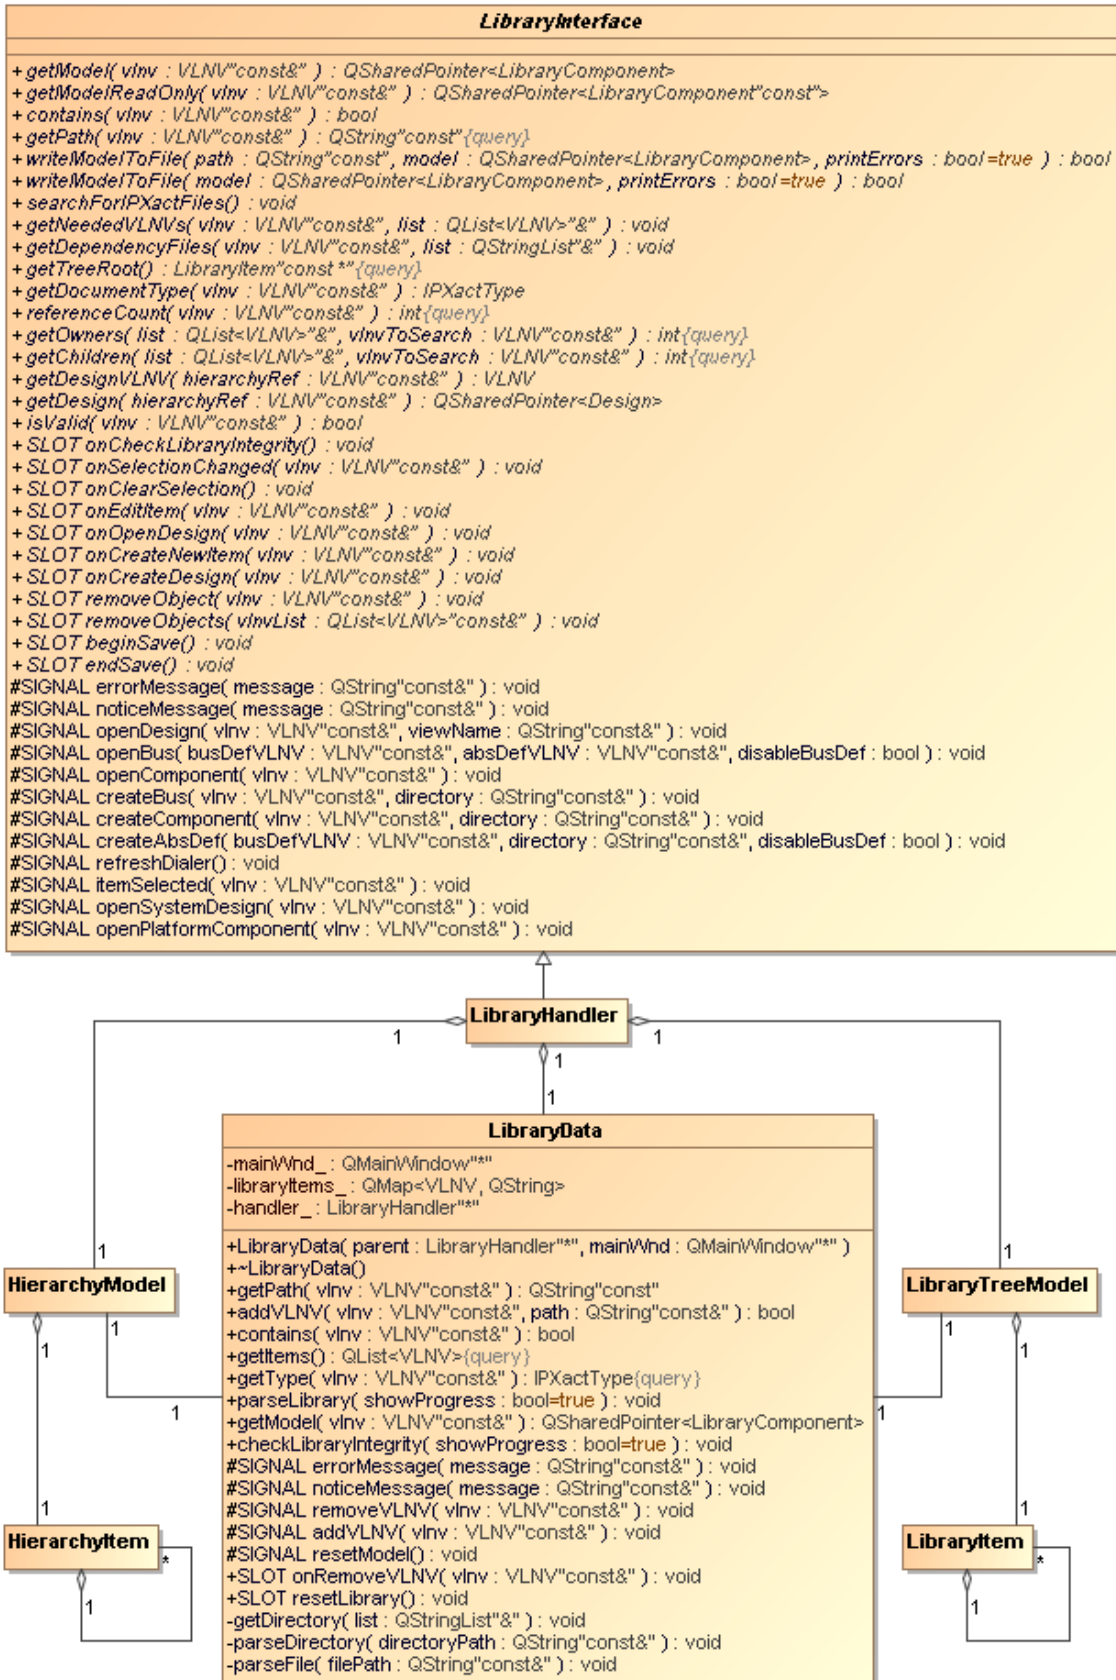 LibraryInterface
+getModel( vlnv : VLNV"const&" ) : QSharedPointer<LibraryComponent>
+getModelReadOnly( vlnv : VLNV"const&" ) : QSharedPointer<LibraryComponent"const">
+contains( vlnv : VLNV"const&" ) : bool
+getPath( vlnv : VLNV"const&" ) : QString"const"{query}
+writeModelToFile( path : QString"const", model : QSharedPointer<LibraryComponent>, printErrors : bool=true ) : bool
+writeModelToFile( model : QSharedPointer<LibraryComponent>, printErrors : bool=true ) : bool
+searchForIPXactFiles() : void
+getNeededVLNVs( vlnv : VLNV"const&", list : QList<VLNV>"&" ) : void
+getDependencyFiles( vlnv : VLNV"const&", list : QStringList"&" ) : void
+getTreeRoot() : LibraryItem"const *"{query}
+getDocumentType( vlnv : VLNV"const&" ) : IPXactType
+referenceCount( vlnv : VLNV"const&" ) : int{query}
+getOwners( list : QList<VLNV>"&", vlnvToSearch : VLNV"const&" ) : int{query}
+getChildren( list : QList<VLNV>"&", vlnvToSearch : VLNV"const&" ) : int{query}
+getDesignVLNV( hierarchyRef : VLNV"const&" ) : VLNV
+getDesign( hierarchyRef : VLNV"const&" ) : QSharedPointer<Design>
+isValid( vlnv : VLNV"const&" ) : bool
+SLOT onCheckLibraryIntegrity() : void
+SLOT onSelectionChanged( vlnv : VLNV"const&" ) : void
+SLOT onClearSelection() : void
+SLOT onEditItem( vlnv : VLNV"const&" ) : void
+SLOT onOpenDesign( vlnv : VLNV"const&" ) : void
+SLOT onCreateNewItem( vlnv : VLNV"const&" ) : void
+SLOT onCreateDesign( vlnv : VLNV"const&" ) : void
+SLOT removeObject( vlnv : VLNV"const&" ) : void
+SLOT removeObjects( vlnvList : QList<VLNV>"const&" ) : void
+SLOT beginSave() : void
+SLOT endSave() : void
#SIGNAL errorMessage( message : QString"const&" ) : void
#SIGNAL noticeMessage( message : QString"const&" ) : void
#SIGNAL openDesign( vlnv : VLNV"const&", viewName : QString"const&" ) : void
#SIGNAL openBus( busDefVLNV : VLNV"const&", absDefVLNV : VLNV"const&", disableBusDef : bool ) : void
#SIGNAL openComponent( vlnv : VLNV"const&" ) : void
#SIGNAL createBus( vlnv : VLNV"const&", directory : QString"const&" ) : void
#SIGNAL createComponent( vlnv : VLNV"const&", directory : QString"const&" ) : void
#SIGNAL createAbsDef( busDefVLNV : VLNV"const&", directory : QString"const&", disableBusDef : bool ) : void
#SIGNAL refreshDialer() : void
#SIGNAL itemSelected( vlnv : VLNV"const&" ) : void
#SIGNAL openSystemDesign( vlnv : VLNV"const&" ) : void
#SIGNAL openPlatformComponent( vlnv : VLNV"const&" ) : void
LibraryHandler
1
1
1
1
LibraryData
-mainWnd_ : QMainWindow"*"
-libraryItems_ : QMap<VLNV, QString>
-handler_ : LibraryHandler"*"
+LibraryData( parent : LibraryHandler"*", mainWnd : QMainWindow"*" )
+~LibraryData()
+getPath( vlnv : VLNV"const&" ) : QString"const"
+addVLNV( vlnv : VLNV"const&", path : QString"const&" ) : bool
+contains( vlnv : VLNV"const&" ) : bool
+getItems() : QList<VLNV>{query}
+getType( vlnv : VLNV"const&" ) : IPXactType{query}
+parseLibrary( showProgress : bool=true ) : void
+getModel( vlnv : VLNV"const&" ) : QSharedPointer<LibraryComponent>
+checkLibraryIntegrity( showProgress : bool=true ) : void
#SIGNAL errorMessage( message : QString"const&" ) : void
#SIGNAL noticeMessage( message : QString"const&" ) : void
#SIGNAL removeVLNV( vlnv : VLNV"const&" ) : void
#SIGNAL addVLNV( vlnv : VLNV"const&" ) : void
#SIGNAL resetModel() : void
+SLOT onRemoveVLNV( vlnv : VLNV"const&" ) : void
+SLOT resetLibrary() : void
-getDirectory( list : QStringList"&" ) : void
-parseDirectory( directoryPath : QString"const&" ) : void
-parseFile( filePath : QString"const&" ) : void
1
HierarchyModel
1
1
1
1
HierarchyItem
*
1
1
LibraryTreeModel
1
1
1
1
LibraryItem
*
1